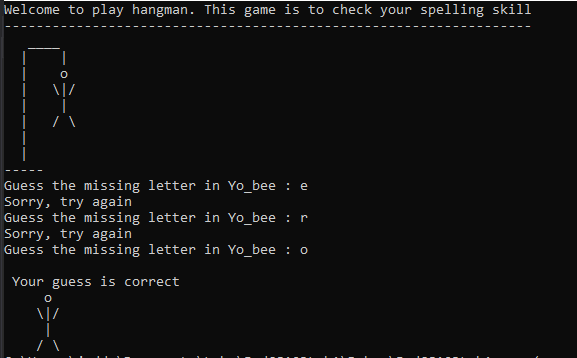 Welcome to play hangman. This game is to check your spelling skill
------------------------------------------------------------------
   ____
  |    |
  |    o
  |   \|/
  |    |
  |   / \
  |
  |
-----
Guess the missing letter in Yo_bee : e
Sorry, try again
Guess the missing letter in Yo_bee : r
Sorry, try again
Guess the missing letter in Yo_bee : o

 Your guess is correct
     o
    \|/
     |
    / \